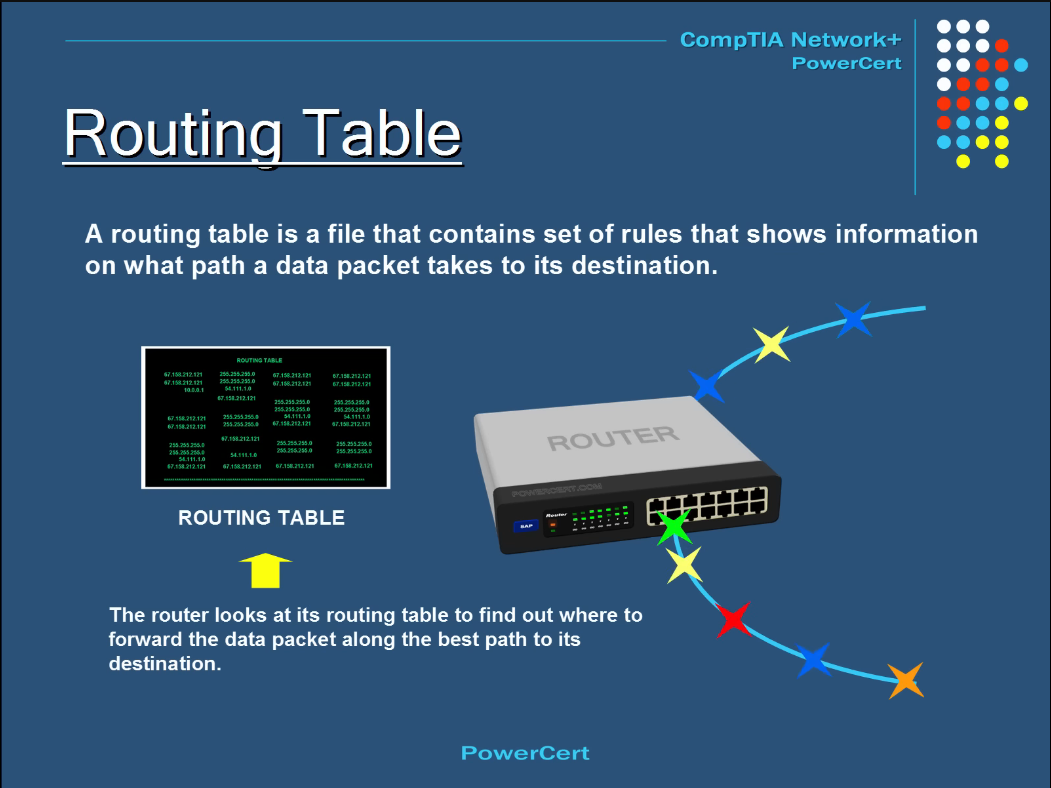 CompTIA Network+
PowerCert
Routing Table
A routing table is a file that contains set of rules that shows information
on what path a data packet takes to its destination.
ROUTING TABLE
67.158.212.121 255.255.255.0 67.158.212.121 67.158.212.121
67.158.212.121 255.255.255.0 67.158.212.121 67.158.212.121
10.0.0.1 54.111.1.0
67.158.212.121
255.255.255.0 255.255.255.0
255.255.255.0 255.255.255.0
67.158.212.121 255.255.255.0 54.111.1.0 54.111.1.0
67.158.212.121 255.255.255.0 67.158.212.121 67.158.212.121
67.158.212.121
255.255.255.0 255.255.255.0 255.255.255.0
255.255.255.0 54.111.1.0 255.255.255.0 255.255.255.0
54.111.1.0
67.158.212.121 67.158.212.121 67.158.212.121 67.158.212.121
ROUTING TABLE
ROUTER
POWERCERT.COM
SAP
Router
The router looks at its routing table to find out where to
forward the data packet along the best path to its
destination.
PowerCert